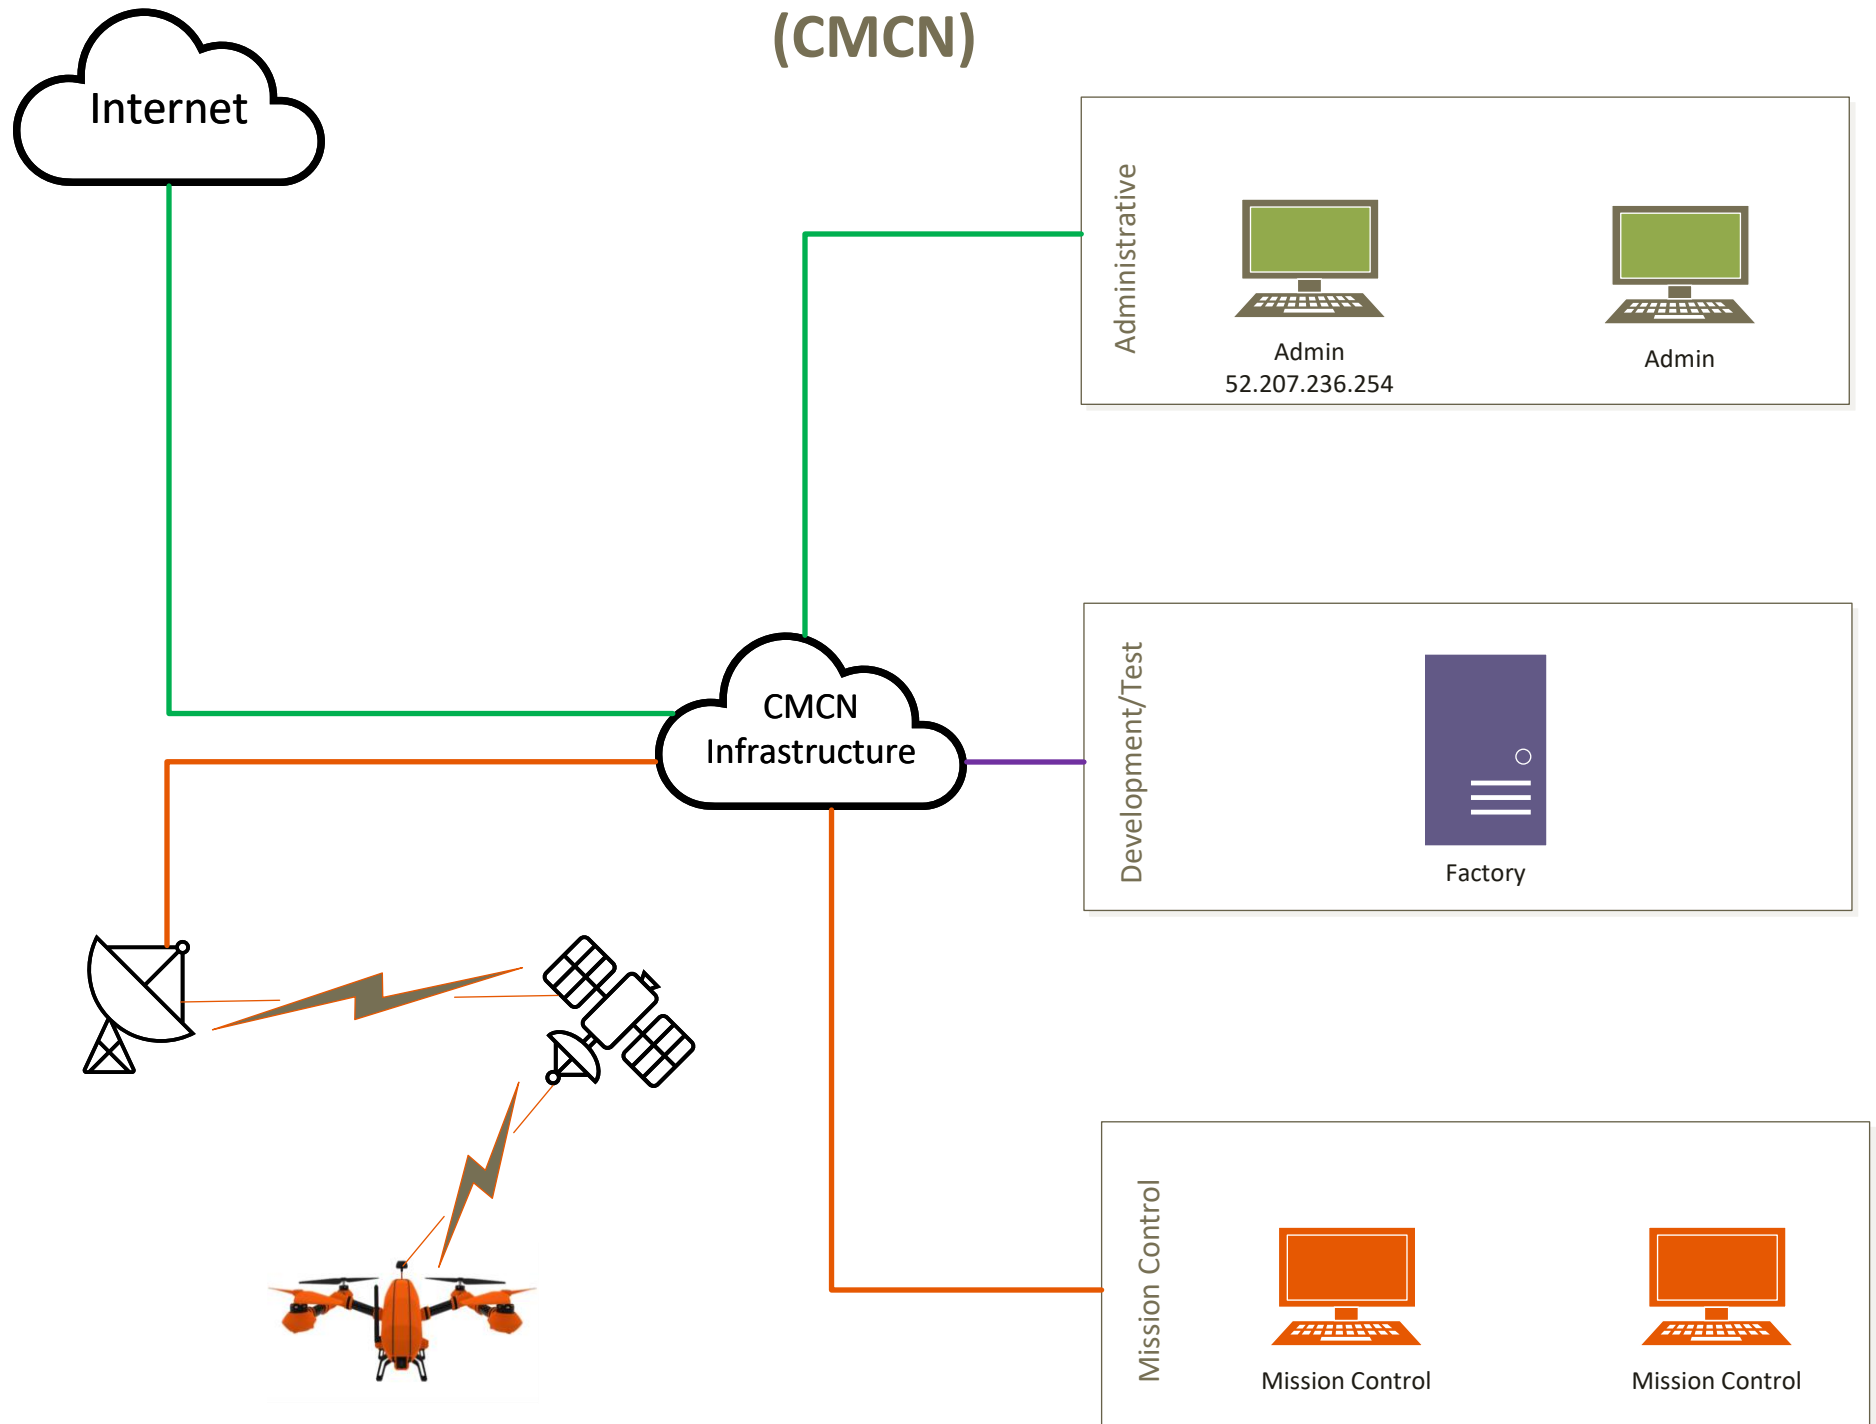 (CMCN)
Internet
Administrative
Admin
52.207.236.254
Admin
CMCN
Infrastructure
Development/Test
Factory
Mission Control
Mission Control
Mission Control